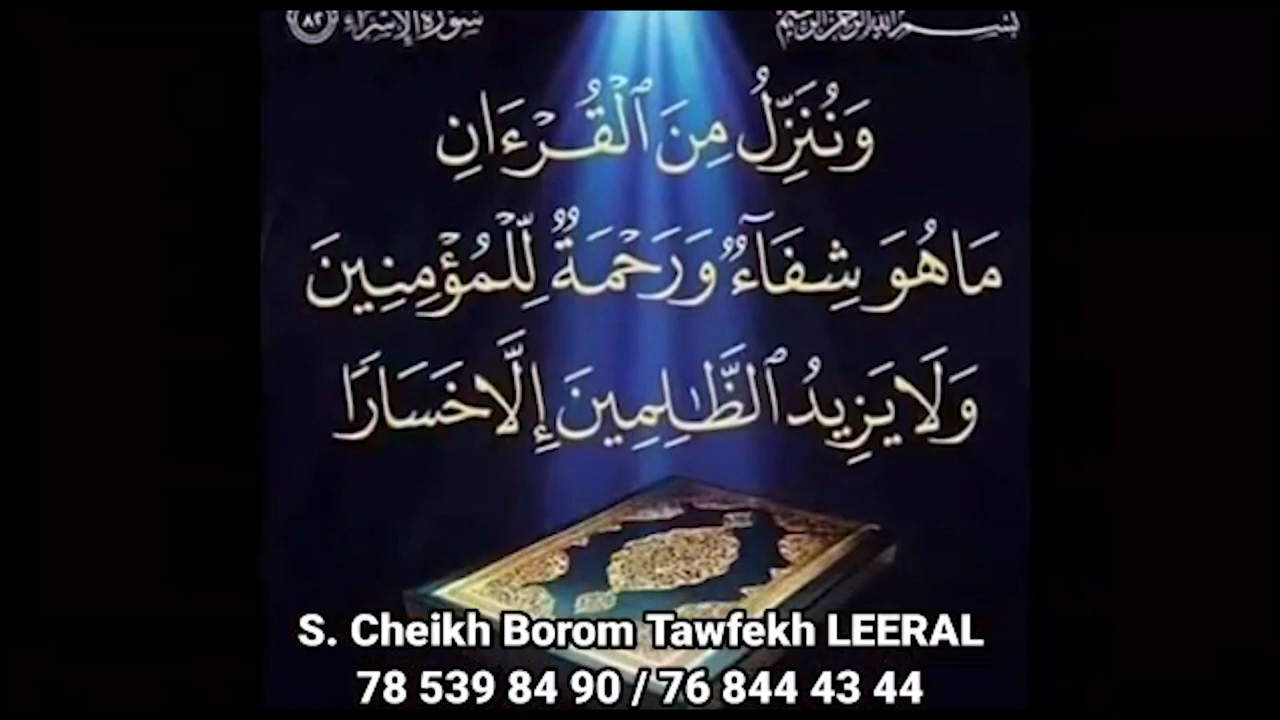 بسم الله الرحمن الرحيم
سورة الإسراء ٨٢
وَنُنَزِّلُ مِنَ ٱلْقُرْءَانِ
مَا هُوَ شِفَآءٌ وَرَحْمَةٌ لِّلْمُؤْمِنِينَ
وَلَا يَزِيدُ ٱلظَّٰلِمِينَ إِلَّا خَسَارًا
S. Cheikh Borom Tawfekh LEERAL
78 539 84 90 / 76 844 43 44